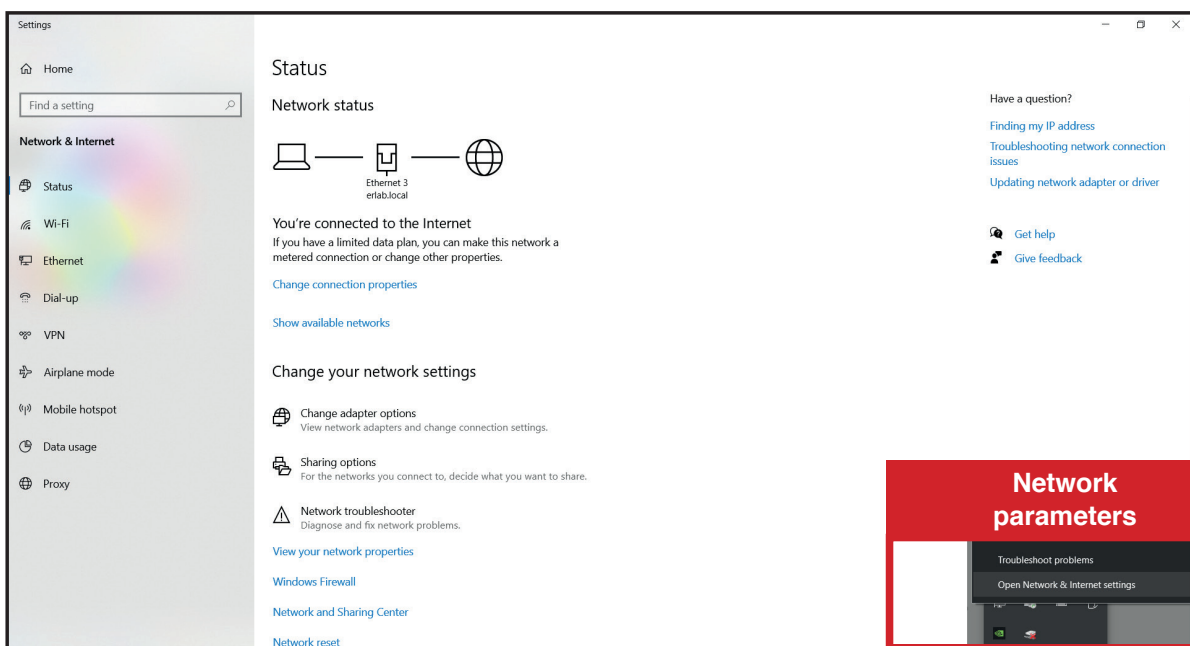 Settings
Home
Find a setting
Network & Internet
Status
Wi-Fi
Ethernet
Dial-up
VPN
Airplane mode
Mobile hotspot
Data usage
Proxy
Status
Network status
Ethernet 3
erlab.local
You're connected to the Internet
If you have a limited data plan, you can make this network a
metered connection or change other properties.
Change connection properties
Show available networks
Change your network settings
Change adapter options
View network adapters and change connection settings.
Sharing options
For the networks you connect to, decide what you want to share.
Network troubleshooter
Diagnose and fix network problems.
View your network properties
Windows Firewall
Network and Sharing Center
Network reset
Have a question?
Finding my IP address
Troubleshooting network connection
issues
Updating network adapter or driver
Get help
Give feedback
Network
parameters
Troubleshoot problems
Open Network & Internet settings